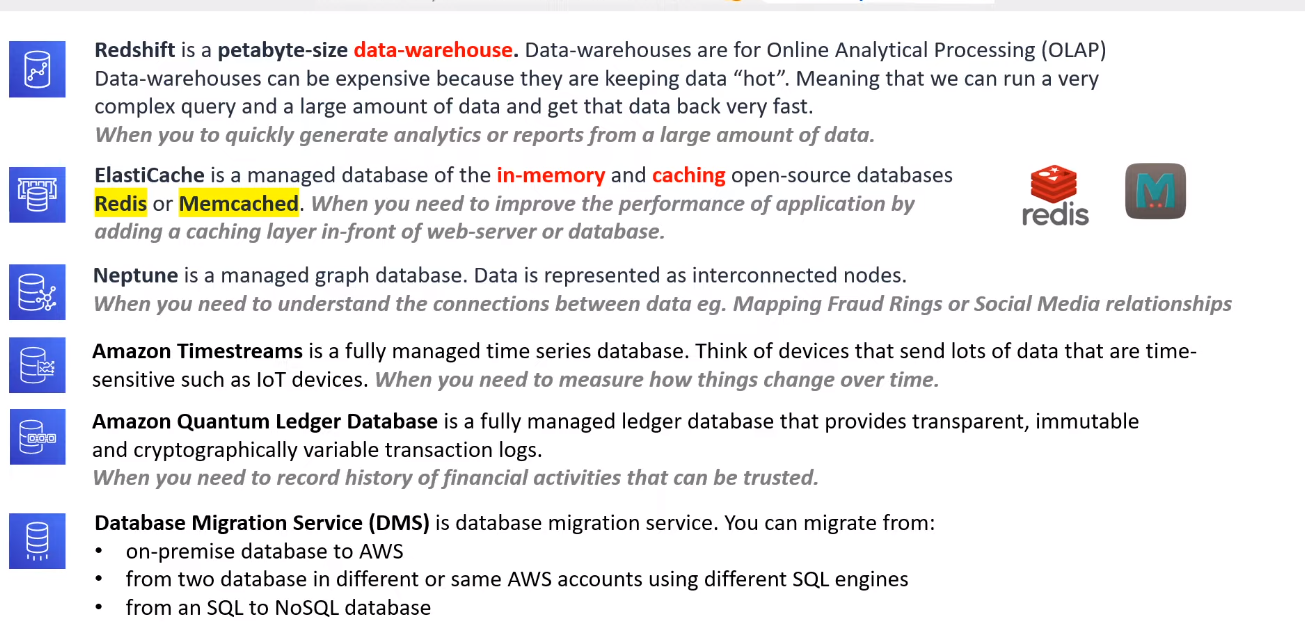 Redshift is a petabyte-size data-warehouse. Data-warehouses are for Online Analytical Processing (OLAP)
Data-warehouses can be expensive because they are keeping data “hot”. Meaning that we can run a very
complex query and a large amount of data and get that data back very fast.
When you to quickly generate analytics or reports from a large amount of data.
ElastiCache is a managed database of the in-memory and caching open-source databases
Redis or Memcached. When you need to improve the performance of application by
adding a caching layer in-front of web-server or database.
redis
M
Neptune is a managed graph database. Data is represented as interconnected nodes.
When you need to understand the connections between data eg. Mapping Fraud Rings or Social Media relationships
Amazon Timestreams is a fully managed time series database. Think of devices that send lots of data that are time-
sensitive such as IoT devices. When you need to measure how things change over time.
Amazon Quantum Ledger Database is a fully managed ledger database that provides transparent, immutable
and cryptographically variable transaction logs.
When you need to record history of financial activities that can be trusted.
Database Migration Service (DMS) is database migration service. You can migrate from:
• on-premise database to AWS
• from two database in different or same AWS accounts using different SQL engines
• from an SQL to NoSQL database